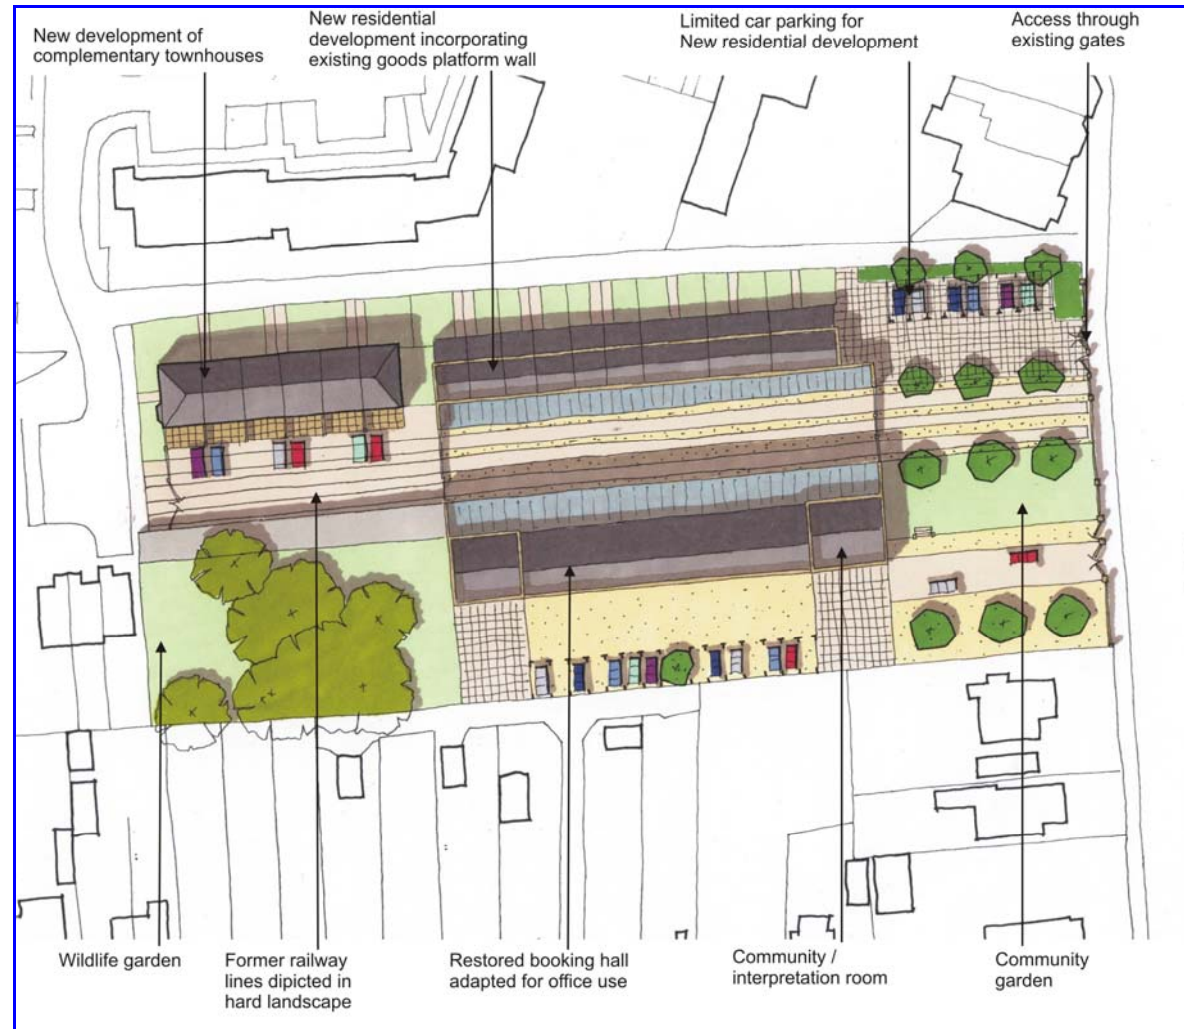 New development of
complementary townhouses
New residential
development incorporating
existing goods platform wall
Limited car parking for
New residential development
Access through
existing gates
Wildlife garden
Former railway
lines dipicted in
hard landscape
Restored booking hall
adapted for office use
Community /
interpretation room
Community
garden